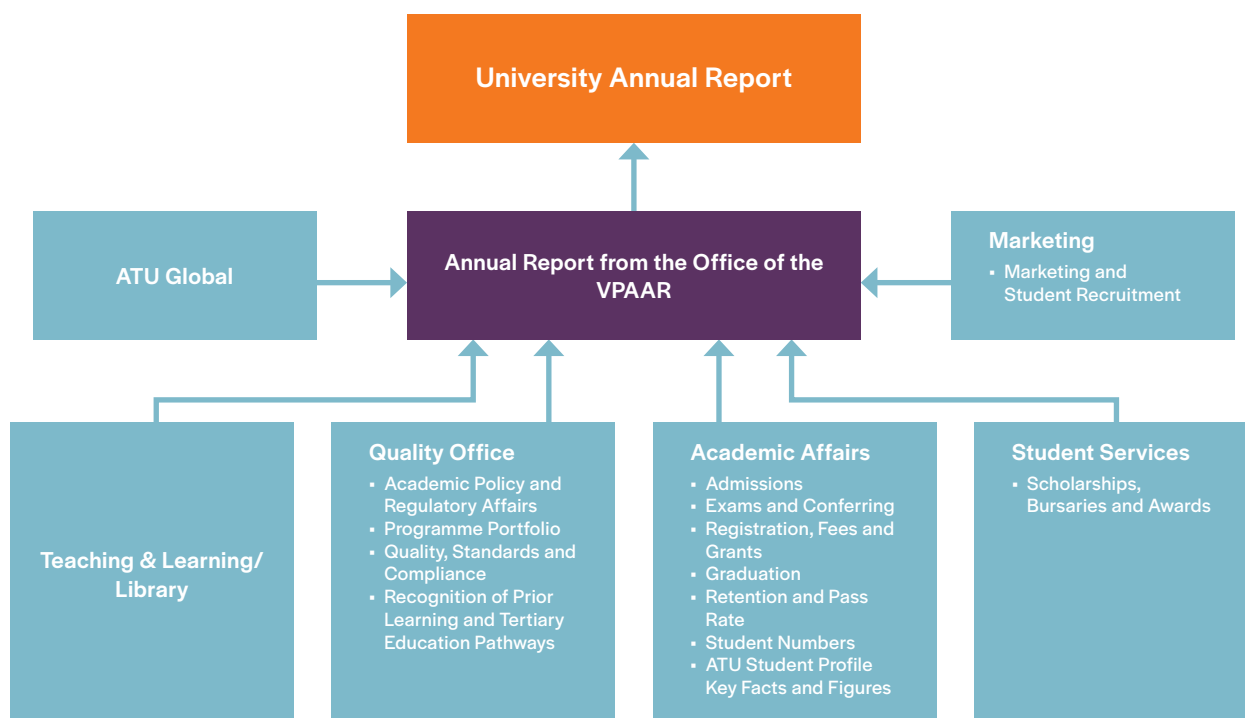 University Annual Report
ATU Global
Annual Report from the Office of the
VPAAR
Marketing
▪ Marketing and
Student Recruitment
Teaching & Learning/
Library
Quality Office
▪ Academic Policy and
Regulatory Affairs
▪ Programme Portfolio
▪ Quality, Standards and
Compliance
▪ Recognition of Prior
Learning and Tertiary
Education Pathways
Academic Affairs
▪ Admissions
▪ Exams and Conferring
▪ Registration, Fees and
Grants
▪ Graduation
▪ Retention and Pass
Rate
▪ Student Numbers
▪ ATU Student Profile
Key Facts and Figures
Student Services
▪ Scholarships,
Bursaries and Awards